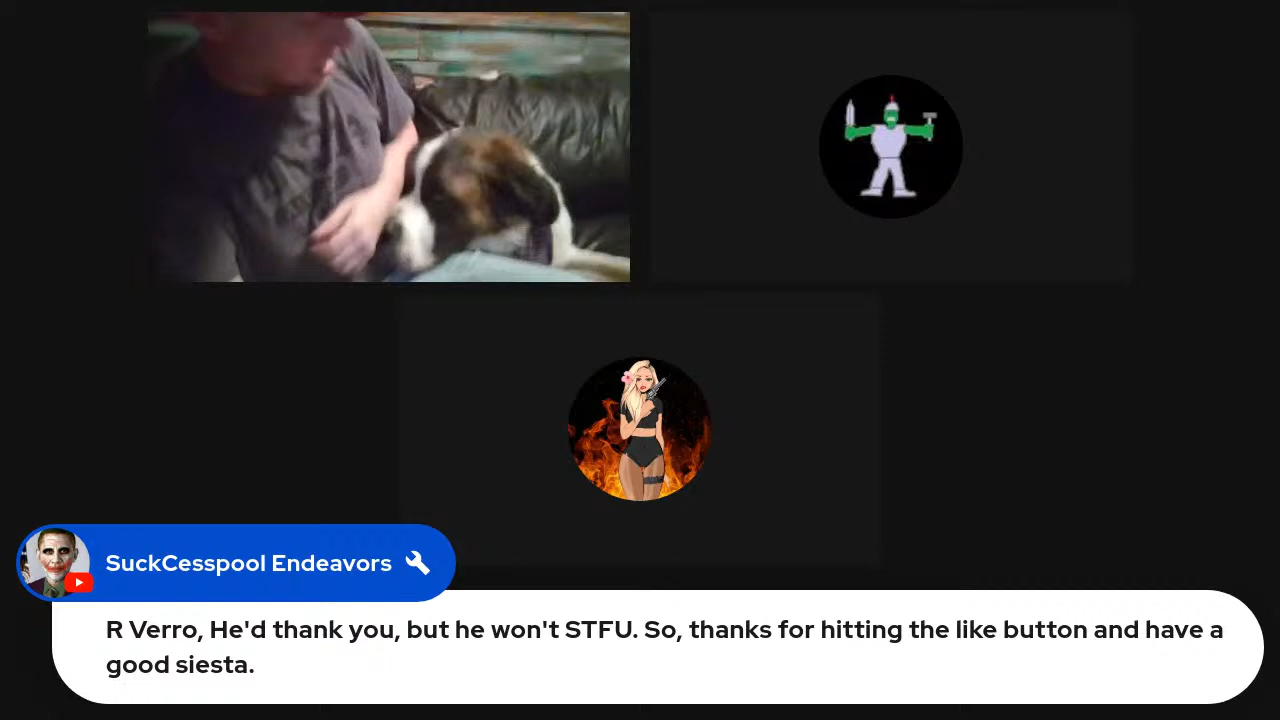 SuckCesspool Endeavors
R Verro, He'd thank you, but he won't STFU. So, thanks for hitting the like button and have a
good siesta.